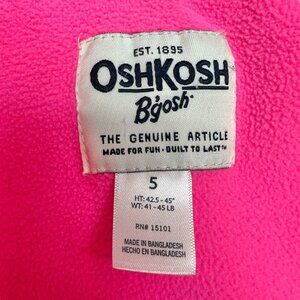 EST. 1895
OSHKOSH
B'gosh
THE GENUINE ARTICLE
MADE FOR FUN · BUILT TO LAST™
5
HT: 42.5 - 45"
WT: 41 - 45 LB
RN# 15101
MADE IN BANGLADESH
HECHO EN BANGLADESH